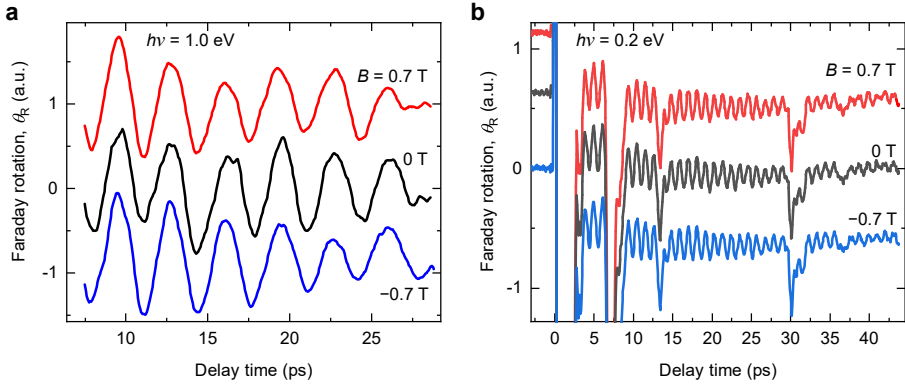 a
hν = 1.0 eV
B = 0.7 T
0 T
−0.7 T
1
0
-1
10
15
20
25
Delay time (ps)
Faraday rotation, θR (a.u.)
b
hν = 0.2 eV
B = 0.7 T
0 T
−0.7 T
1
0
-1
0
5
10
15
20
25
30
35
40
Delay time (ps)
Faraday rotation, θR (a.u.)